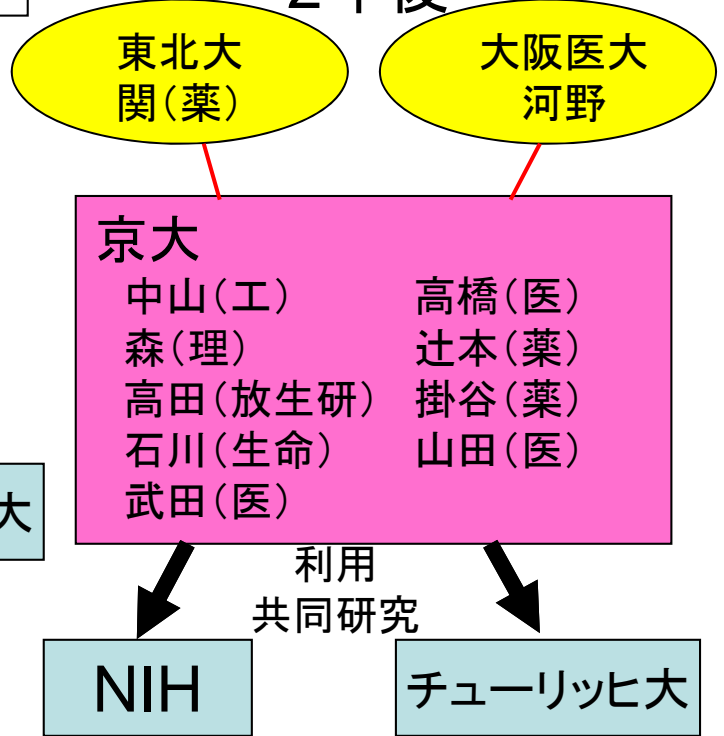 東北大
関(薬)
大阪医大
河野
京大
中山(工)
森(理)
高田(放生研)
石川(生命)
武田(医)
高橋(医)
辻本(薬)
掛谷(薬)
山田(医)
大
利用
共同研究
NIH
チューリッヒ大